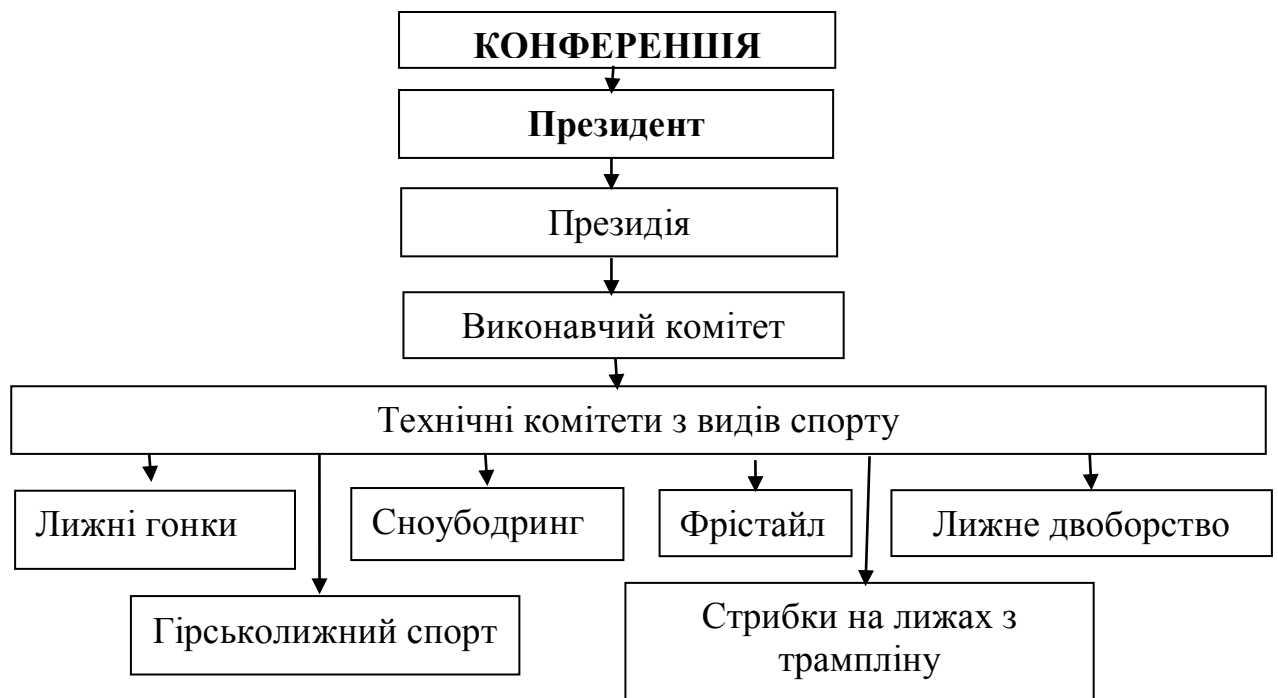 КОНФЕРЕНШІЯ
Президент
Президія
Виконавчий комітет
Технічні комітети з видів спорту
Лижні гонки
Сноубодринг
Фрістайл
Лижне двоборство
Гірськолижний спорт
Стрибки на лижах з
трампліну